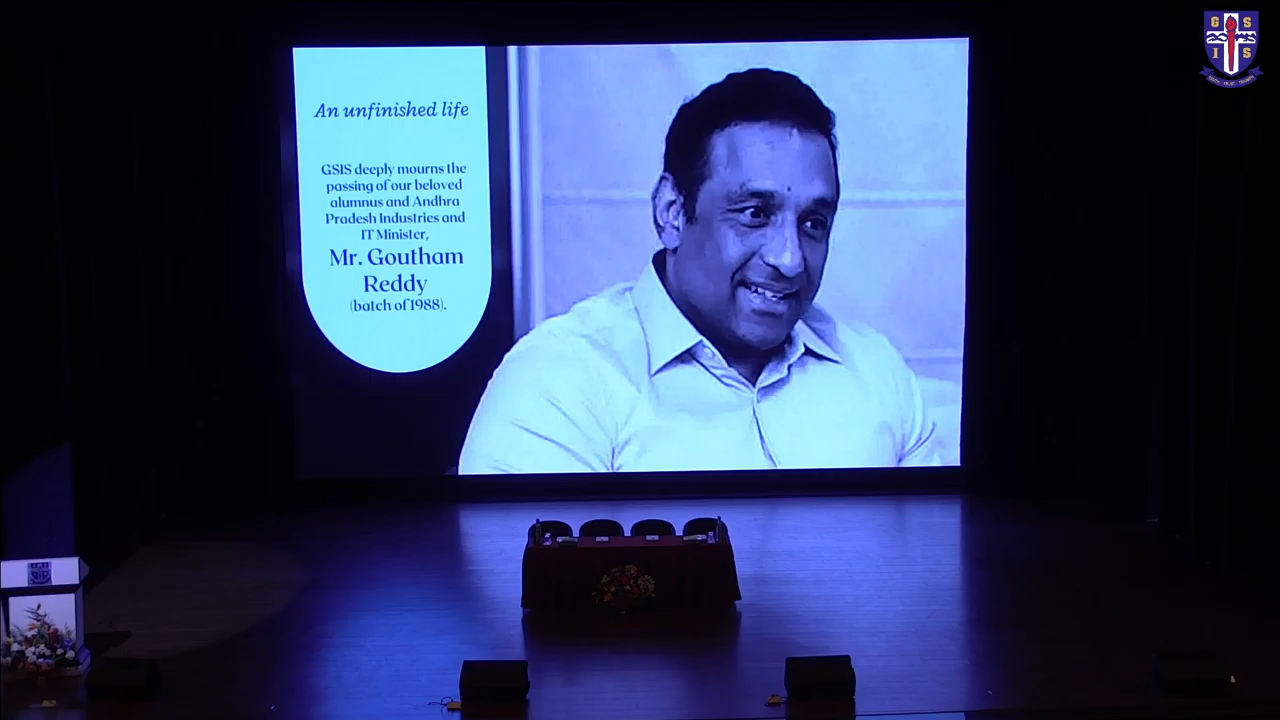 An unfinished life
GSIS deeply mourns the
passing of our beloved
alumnus and Andhra
Pradesh Industries and
IT Minister,
Mr. Goutham
Reddy
(batch of 1988).
G S
I S